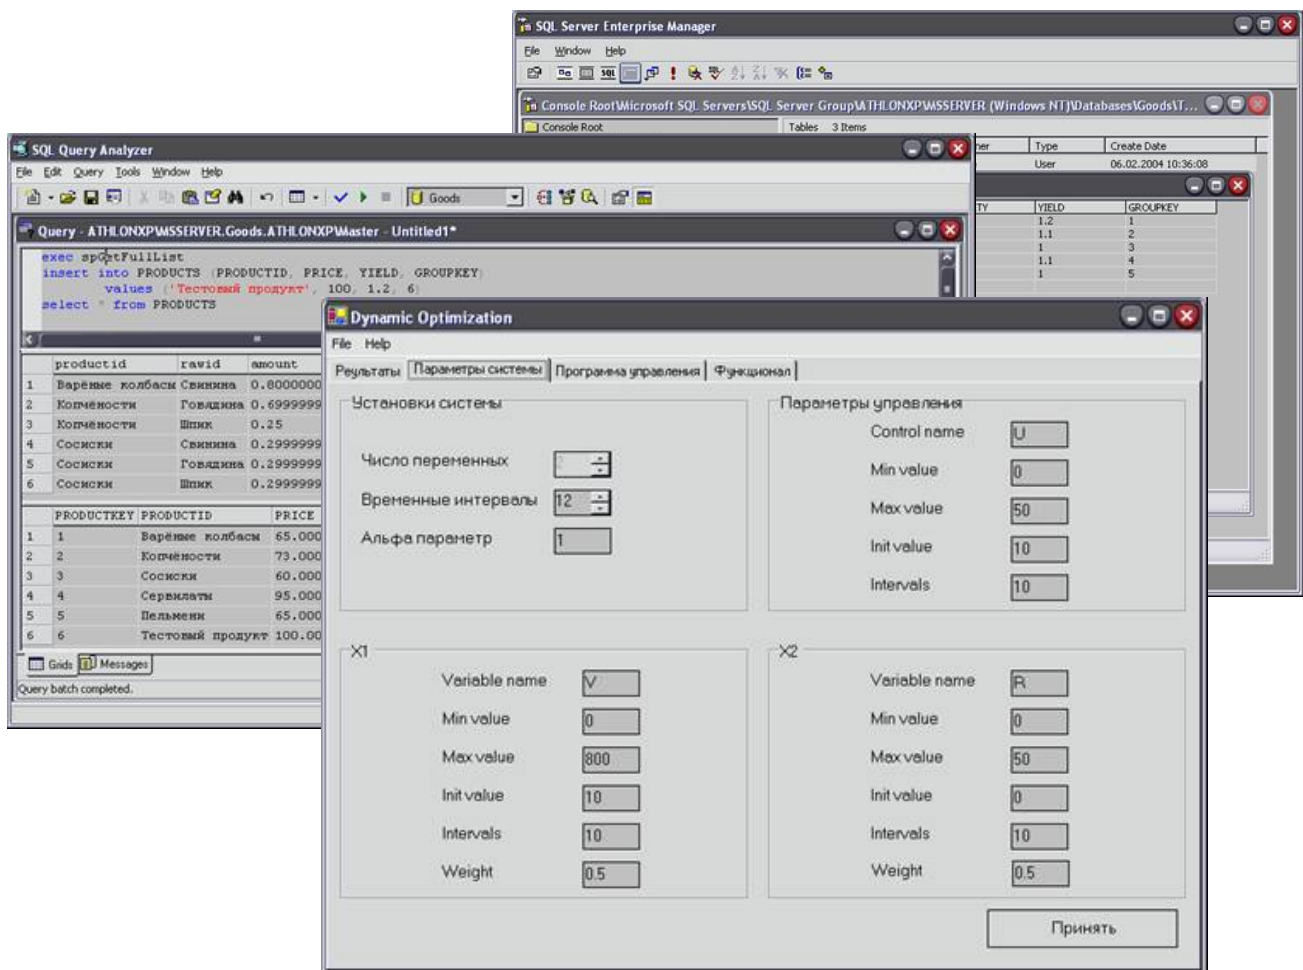 SQL Server Enterprise Manager
File Window Help
Console Root\Microsoft SQL Servers\SQL Server Group\ATHLONXP\MSSERVER (Windows NT)\Databases\Goods\T...
Console Root Tables 3 Items
Type Create Date
User 06.02.2004 10:36:08
YIELD GROUPKEY
1.2 1
1.1 2
1 3
1.1 4
1 5
SQL Query Analyzer
File Edit Query Tools Window Help
Goods
Query - ATHLONXP\MSSERVER.Goods.ATHLONXP\Master - Untitled1*
exec spGetFullList
insert into PRODUCTS (PRODUCTID, PRICE, YIELD, GROUPKEY)
values ('Тестовый продукт', 100, 1.2, 6)
select * from PRODUCTS
productid rawid amount
1 Варёные колбасы Свинина 0.8000000
2 Копчёности Говядина 0.6999999
3 Копчёности Шпик 0.25
4 Сосиски Свинина 0.2999999
5 Сосиски Говядина 0.2999999
6 Сосиски Шпик 0.2999999
PRODUCTKEY PRODUCTID PRICE
1 1 Варёные колбасы 65.000
2 2 Копчёности 73.000
3 3 Сосиски 60.000
4 4 Сервилаты 95.000
5 5 Пельмени 65.000
6 6 Тестовый продукт 100.00
Grids Messages
Query batch completed.
Dynamic Optimization
File Help
Результаты Параметры системы Программа управления Функционал
Установки системы
Число переменных 2
Временные интервалы 12
Альфа параметр 1
Параметры управления
Control name U
Min value 0
Max value 50
Init value 10
Intervals 10
X1
Variable name V
Min value 0
Max value 800
Init value 10
Intervals 10
Weight 0.5
X2
Variable name R
Min value 0
Max value 50
Init value 0
Intervals 10
Weight 0.5
Принять